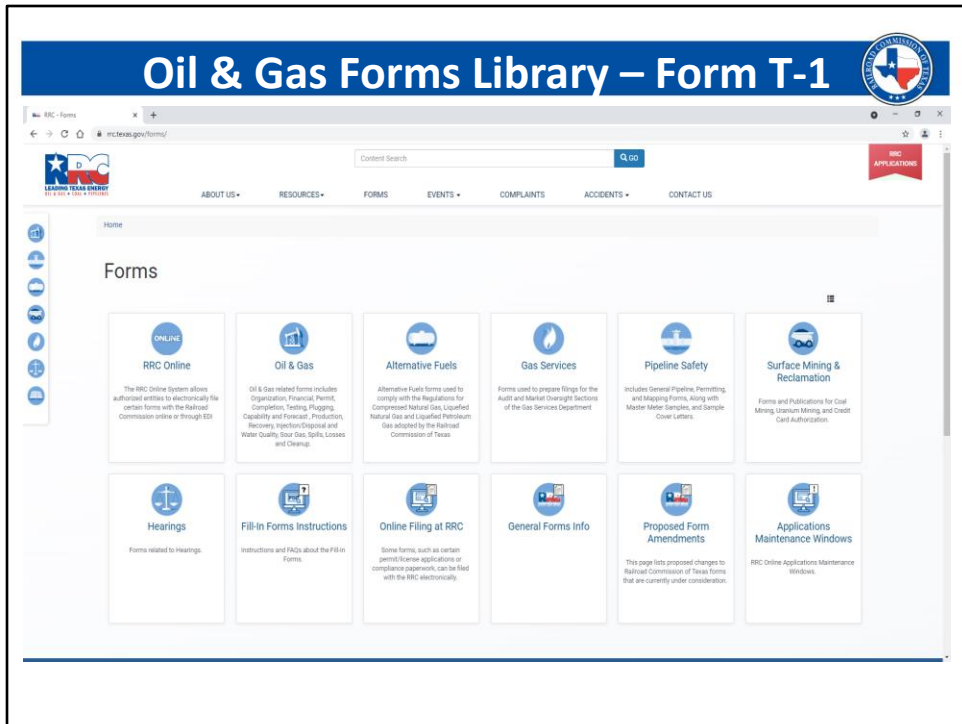 Oil & Gas Forms Library – Form T-1
RAILROAD COMMISSION OF TEXAS
RRC - Forms
rrc.texas.gov/forms/
RRC
LEADING TEXAS ENERGY
OIL & GAS • COAL • PIPELINES
Content Search
GO
RRC
APPLICATIONS
ABOUT US
RESOURCES
FORMS
EVENTS
COMPLAINTS
ACCIDENTS
CONTACT US
Home
Forms
ONLINE
RRC Online
The RRC Online System allows
authorized entities to electronically file
certain forms with the Railroad
Commission online or through EDI
Oil & Gas
Oil & Gas related forms includes
Organization, Financial, Permit,
Completion, Testing, Plugging,
Capability and Forecast , Production,
Recovery, Injection/Disposal and
Water Quality, Sour Gas, Spills, Losses
and Cleanup.
Alternative Fuels
Alternative Fuels forms used to
comply with the Regulations for
Compressed Natural Gas, Liquefied
Natural Gas and Liquefied Petroleum
Gas adopted by the Railroad
Commission of Texas
Gas Services
Forms used to prepare filings for the
Audit and Market Oversight Sections
of the Gas Services Department
Pipeline Safety
Includes General Pipeline, Permitting,
and Mapping Forms, Along with
Master Meter Samples, and Sample
Cover Letters.
Surface Mining &
Reclamation
Forms and Publications for Coal
Mining, Uranium Mining, and Credit
Card Authorization.
Hearings
Forms related to Hearings.
Fill-In Forms Instructions
Instructions and FAQs about the Fill-In
Forms.
Online Filing at RRC
Some forms, such as certain
permit/license applications or
compliance paperwork, can be filed
with the RRC electronically.
General Forms Info
Proposed Form
Amendments
This page lists proposed changes to
Railroad Commission of Texas forms
that are currently under consideration.
Applications
Maintenance Windows
RRC Online Applications Maintenance
Windows.